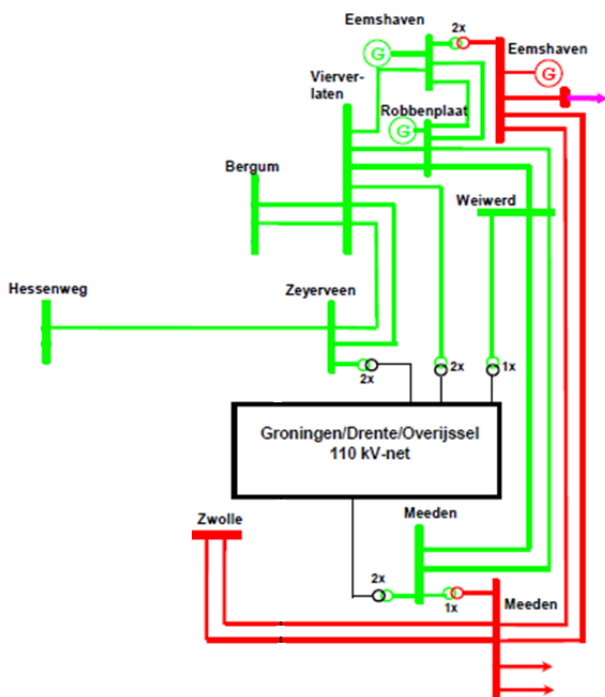 Eemshaven
2x
Eemshaven
G
G
Vierver-
laten
Robbenplaat
G
Bergum
Weiwerd
Hessenweg
Zeyerveen
2x
2x
1x
Groningen/Drente/Overijssel
110 kV-net
Zwolle
Meeden
2x
1x
Meeden